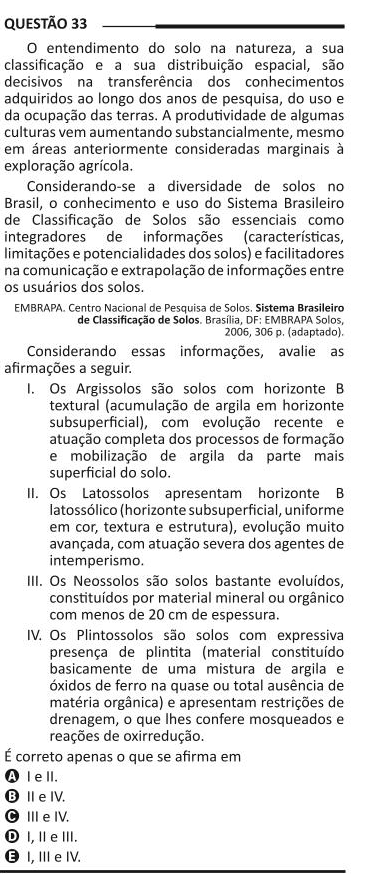 QUESTÃO 33
O entendimento do solo na natureza, a sua
classificação e a sua distribuição espacial, são
decisivos na transferência dos conhecimentos
adquiridos ao longo dos anos de pesquisa, do uso e
da ocupação das terras. A produtividade de algumas
culturas vem aumentando substancialmente, mesmo
em áreas anteriormente consideradas marginais à
exploração agrícola.
Considerando-se a diversidade de solos no
Brasil, o conhecimento e uso do Sistema Brasileiro
de Classificação de Solos são essenciais como
integradores de informações (características,
limitações e potencialidades dos solos) e facilitadores
na comunicação e extrapolação de informações entre
os usuários dos solos.
EMBRAPA. Centro Nacional de Pesquisa de Solos. Sistema Brasileiro
de Classificação de Solos. Brasília, DF: EMBRAPA Solos,
2006, 306 p. (adaptado).
Considerando essas informações, avalie as
afirmações a seguir.
I. Os Argissolos são solos com horizonte B
textural (acumulação de argila em horizonte
subsuperficial), com evolução recente e
atuação completa dos processos de formação
e mobilização de argila da parte mais
superficial do solo.
II. Os Latossolos apresentam horizonte B
latossólico (horizonte subsuperficial, uniforme
em cor, textura e estrutura), evolução muito
avançada, com atuação severa dos agentes de
intemperismo.
III. Os Neossolos são solos bastante evoluídos,
constituídos por material mineral ou orgânico
com menos de 20 cm de espessura.
IV. Os Plintossolos são solos com expressiva
presença de plintita (material constituído
basicamente de uma mistura de argila e
óxidos de ferro na quase ou total ausência de
matéria orgânica) e apresentam restrições de
drenagem, o que lhes confere mosqueados e
reações de oxirredução.
É correto apenas o que se afirma em
A I e II.
B II e IV.
C III e IV.
D I, II e III.
E I, III e IV.